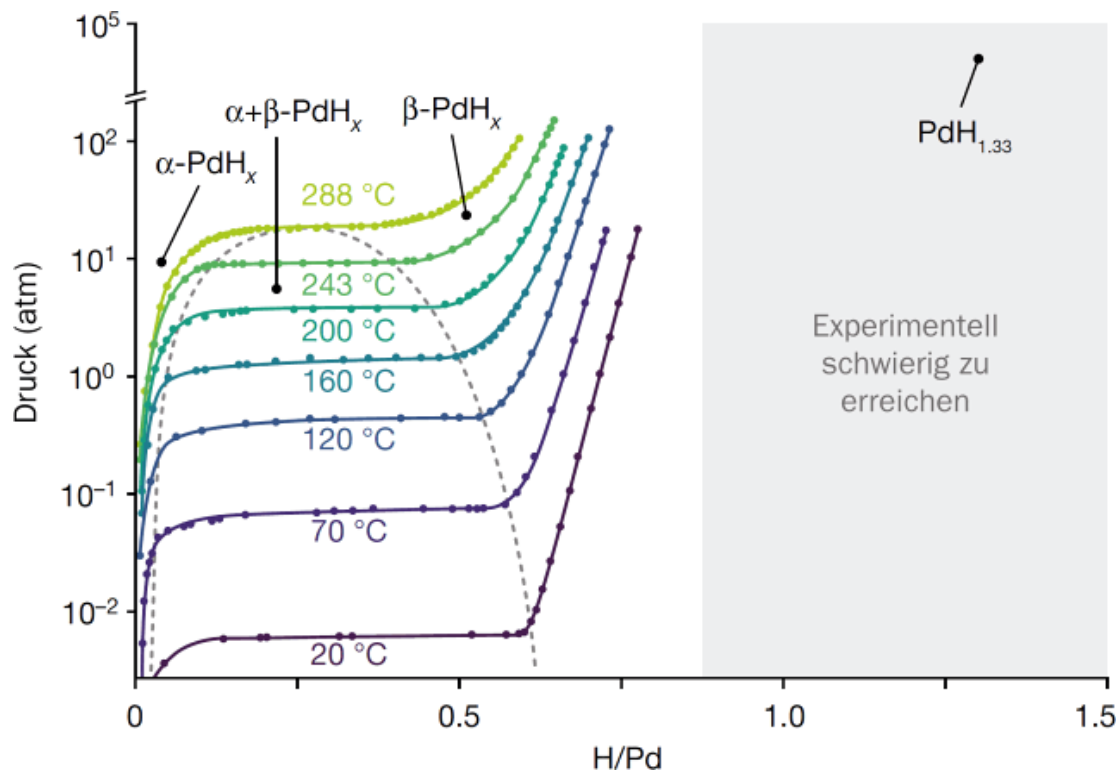 10⁵
10²
10¹
10⁰
10⁻¹
10⁻²
Druck (atm)
α-PdHₓ
α+β-PdHₓ
β-PdHₓ
288 °C
243 °C
200 °C
160 °C
120 °C
70 °C
20 °C
PdH₁.₃₃
Experimentell
schwierig zu
erreichen
0
0.5
1.0
1.5
H/Pd